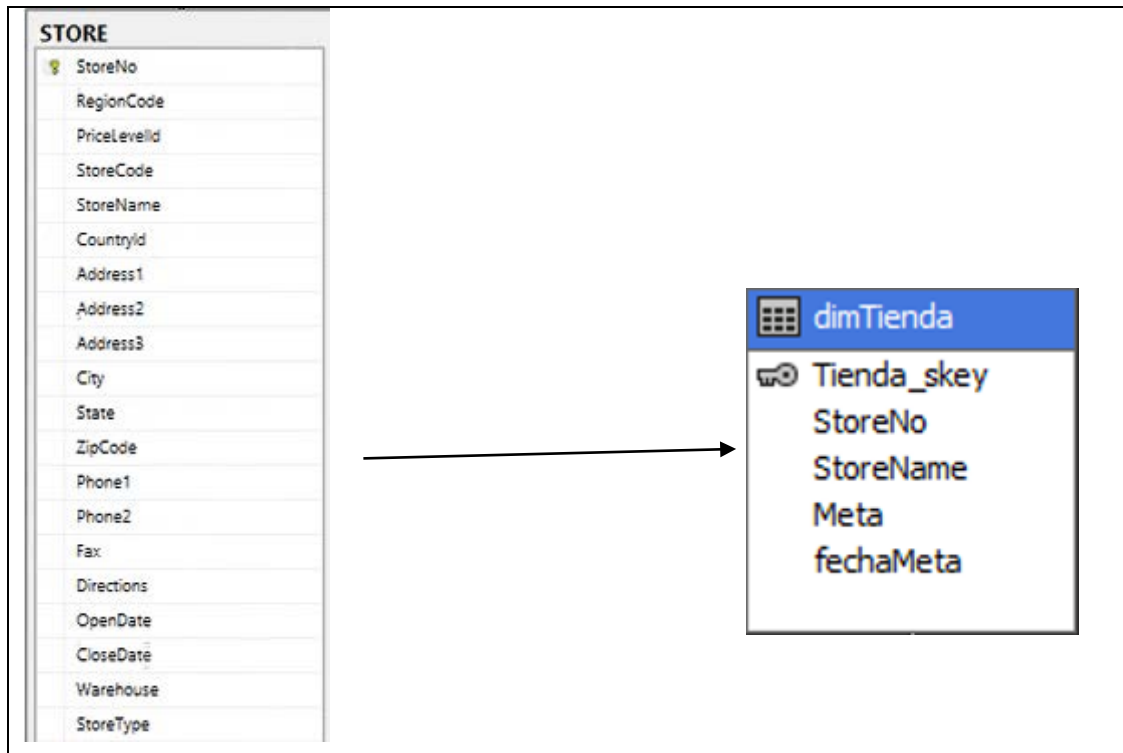 STORE
StoreNo
RegionCode
PriceLevelId
StoreCode
StoreName
CountryId
Address1
Address2
Address3
City
State
ZipCode
Phone1
Phone2
Fax
Directions
OpenDate
CloseDate
Warehouse
StoreType
dimTienda
Tienda_skey
StoreNo
StoreName
Meta
fechaMeta